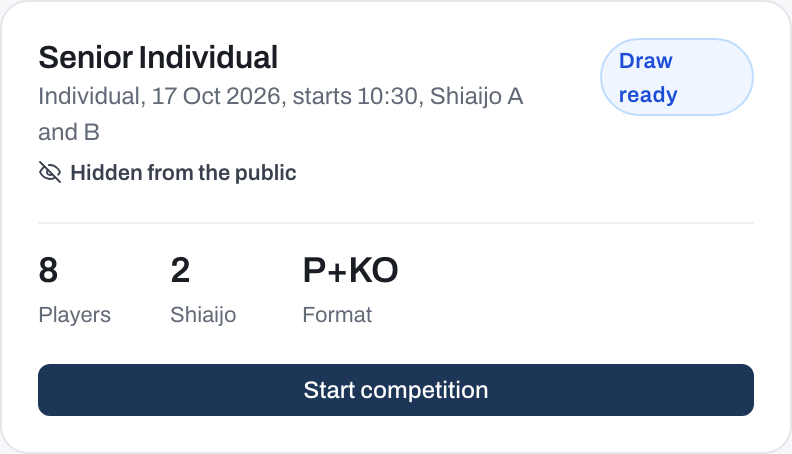 Senior Individual
Draw
ready
Individual, 17 Oct 2026, starts 10:30, Shiaijo A
and B
Hidden from the public
8
2
P+KO
Players
Shiaijo
Format
Start competition